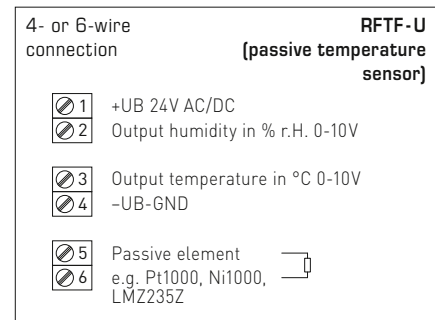 4- or 6-wire connection
RFTF-U
(passive temperature sensor)
1 +UB 24V AC/DC
2 Output humidity in % r.H. 0-10V
3 Output temperature in °C 0-10V
4 –UB-GND
5 Passive element
6 e.g. Pt1000, Ni1000,
LMZ235Z